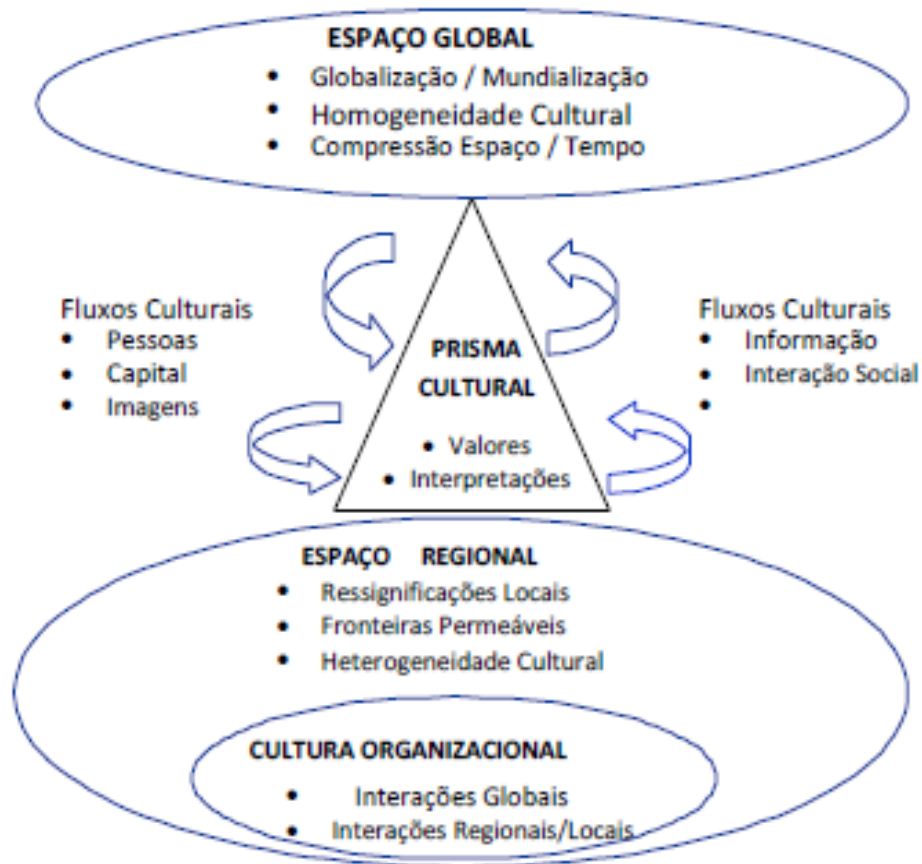 ESPAÇO GLOBAL
• Globalização / Mundialização
• Homogeneidade Cultural
• Compressão Espaço / Tempo
Fluxos Culturais
• Pessoas
• Capital
• Imagens
PRISMA
CULTURAL
• Valores
• Interpretações
Fluxos Culturais
• Informação
• Interação Social
•
ESPAÇO REGIONAL
• Ressignificações Locais
• Fronteiras Permeáveis
• Heterogeneidade Cultural
CULTURA ORGANIZACIONAL
• Interações Globais
• Interações Regionais/Locais